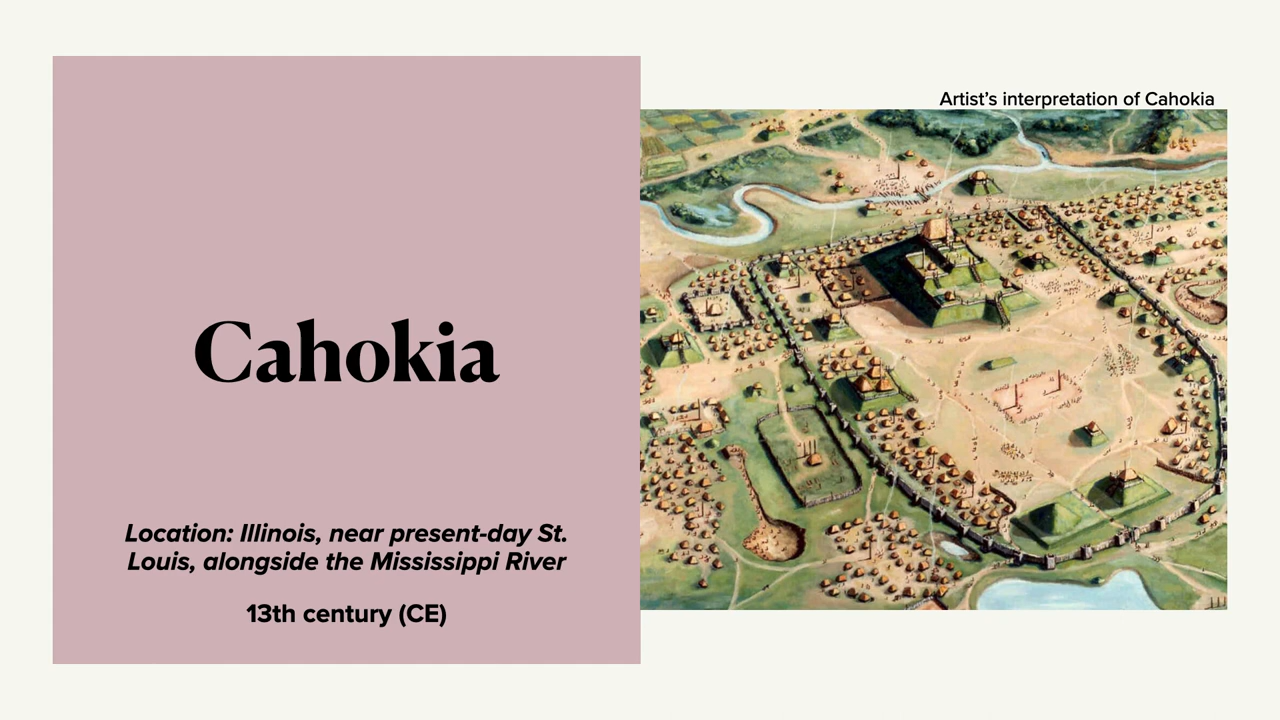 Artist’s interpretation of Cahokia
Cahokia
Location: Illinois, near present-day St.
Louis, alongside the Mississippi River
13th century (CE)